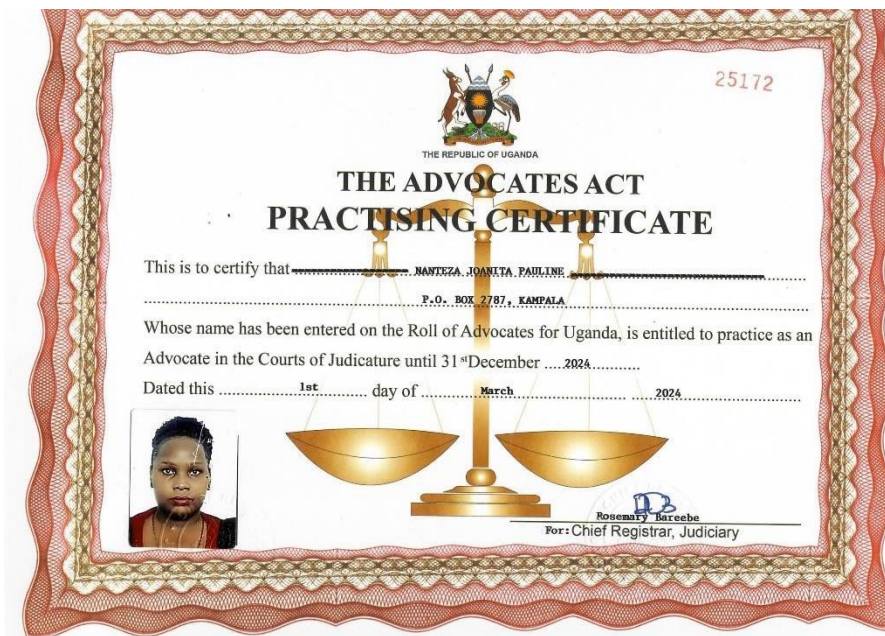 25172
THE REPUBLIC OF UGANDA
THE ADVOCATES ACT
PRACTISING CERTIFICATE
This is to certify that NANTEZA JOANITA PAULINE
P.O. BOX 2787, KAMPALA
Whose name has been entered on the Roll of Advocates for Uganda, is entitled to practice as an
Advocate in the Courts of Judicature until 31st December 2024
Dated this 1st day of March 2024
Rosemary Bareebe
For: Chief Registrar, Judiciary